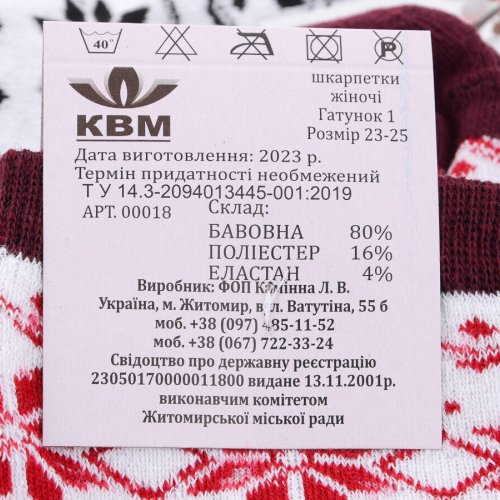 40°
шкарпетки
жіночі
Гатунок 1
Розмір 23-25
КВМ
Дата виготовлення: 2023 р.
Термін придатності необмежений
Т У 14.3-2094013445-001:2019
АРТ. 00018
Склад:
БАВОВНА 80%
ПОЛІЕСТЕР 16%
ЕЛАСТАН 4%
Виробник: ФОП Камінна Л. В.
Україна, м. Житомир, вул. Ватутіна, 55 б
моб. +38 (097) 485-11-52
моб. +38 (067) 722-33-24
Свідоцтво про державну реєстрацію
23050170000011800 видане 13.11.2001р.
виконавчим комітетом
Житомирської міської ради